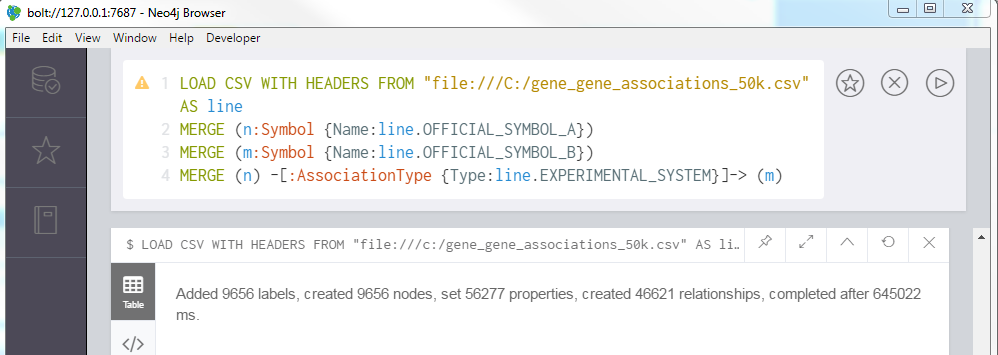 bolt://127.0.0.1:7687 - Neo4j Browser
File Edit View Window Help Developer
1 LOAD CSV WITH HEADERS FROM "file:///C:/gene_gene_associations_50k.csv"
AS line
2 MERGE (n:Symbol {Name:line.OFFICIAL_SYMBOL_A})
3 MERGE (m:Symbol {Name:line.OFFICIAL_SYMBOL_B})
4 MERGE (n) -[:AssociationType {Type:line.EXPERIMENTAL_SYSTEM}]-> (m)
$ LOAD CSV WITH HEADERS FROM "file:///c:/gene_gene_associations_50k.csv" AS li…
Table
Added 9656 labels, created 9656 nodes, set 56277 properties, created 46621 relationships, completed after 645022
ms.